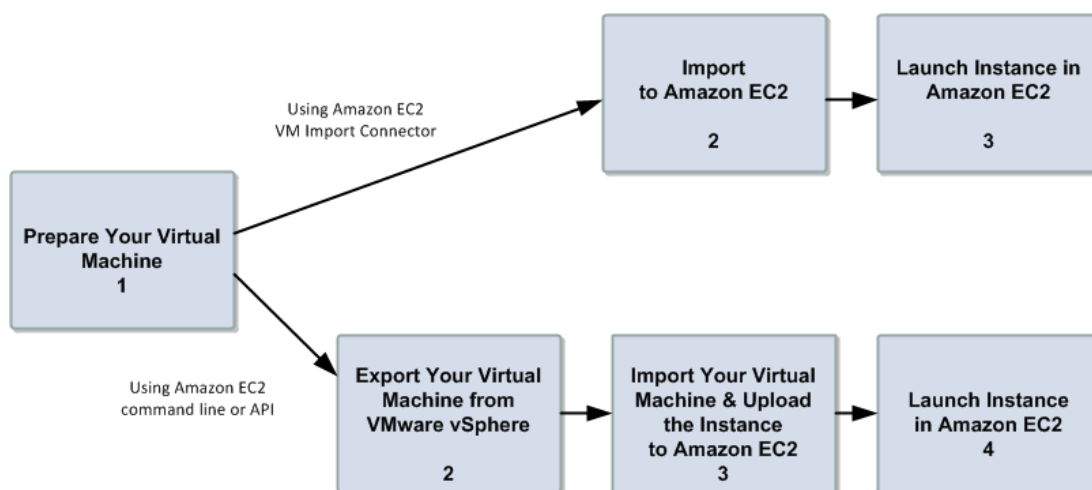 Import
to Amazon EC2
2
Launch Instance in
Amazon EC2
3
Using Amazon EC2
VM Import Connector
Prepare Your Virtual
Machine
1
Using Amazon EC2
command line or API
Export Your Virtual
Machine from
VMware vSphere
2
Import Your Virtual
Machine & Upload
the Instance
to Amazon EC2
3
Launch Instance
in Amazon EC2
4